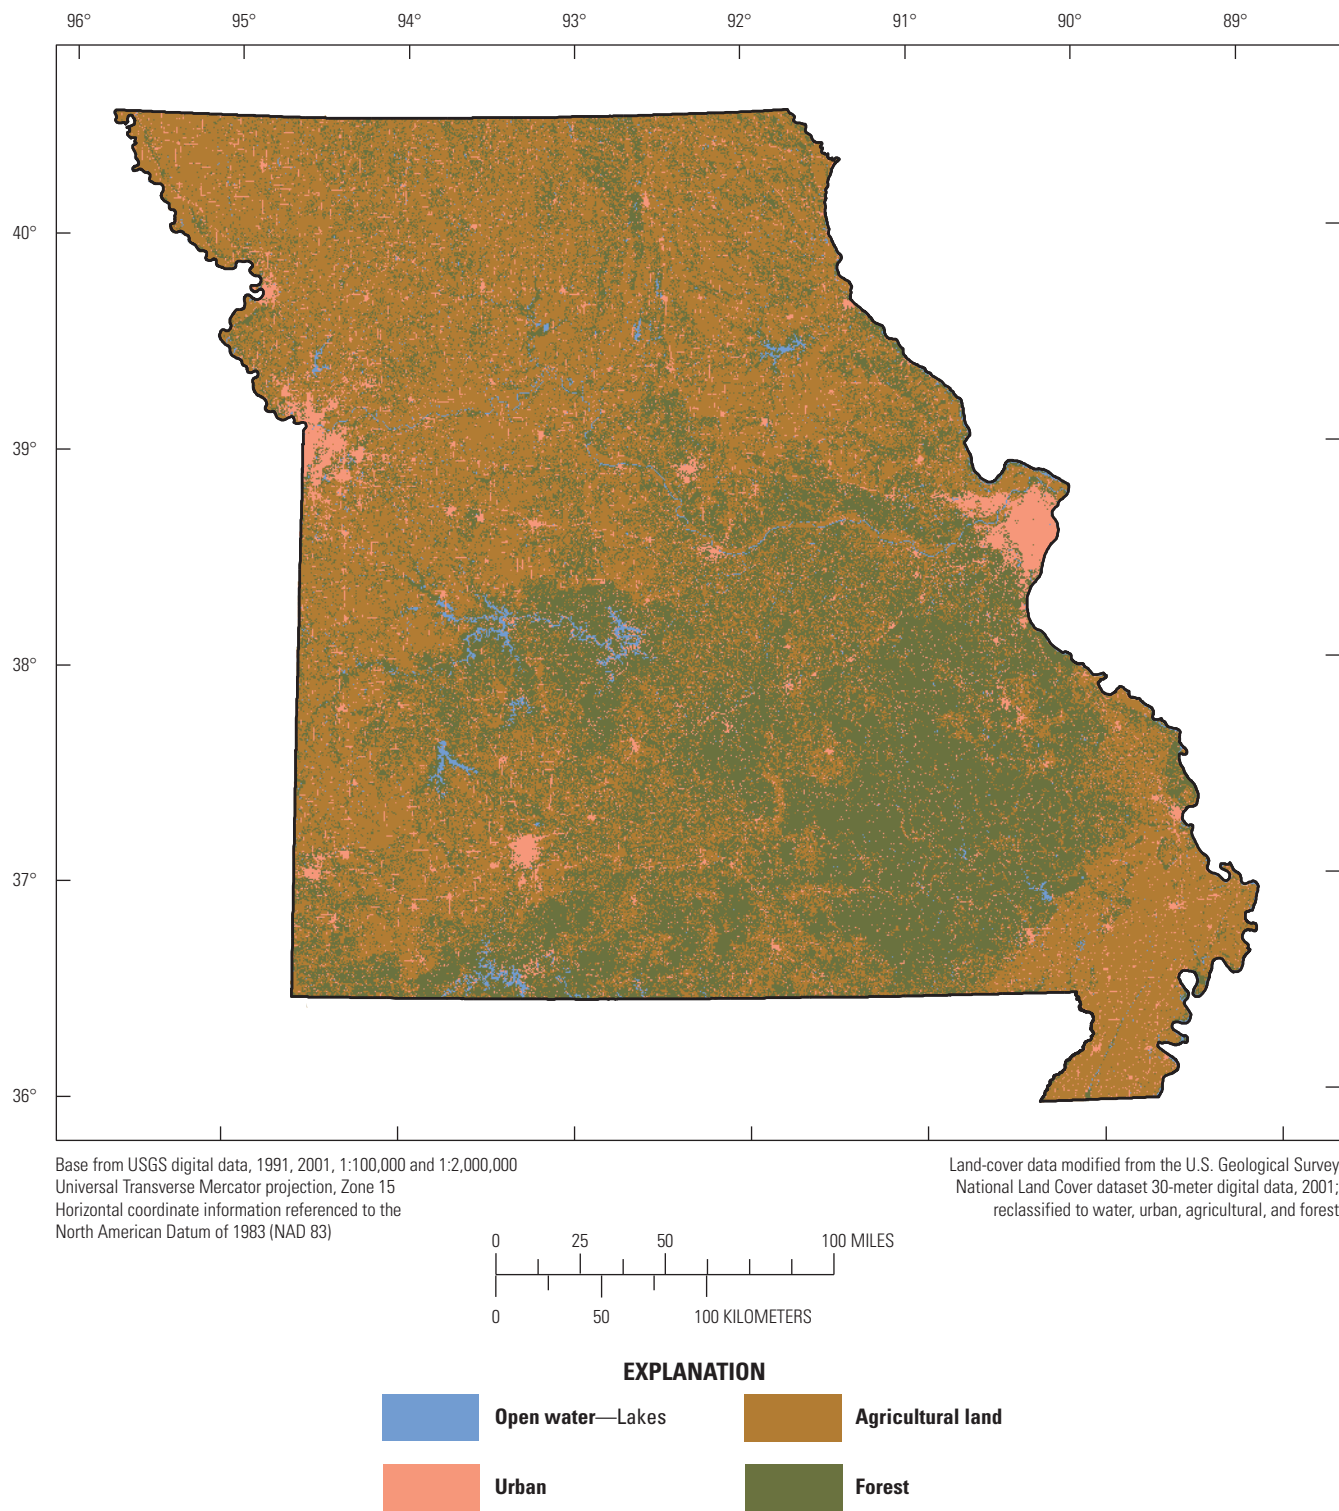 96° 95° 94° 93° 92° 91° 90° 89°
40°
39°
38°
37°
36°
Base from USGS digital data, 1991, 2001, 1:100,000 and 1:2,000,000
Universal Transverse Mercator projection, Zone 15
Horizontal coordinate information referenced to the
North American Datum of 1983 (NAD 83)
Land-cover data modified from the U.S. Geological Survey
National Land Cover dataset 30-meter digital data, 2001;
reclassified to water, urban, agricultural, and forest
0 25 50 100 MILES
0 50 100 KILOMETERS
EXPLANATION
Open water—Lakes
Agricultural land
Urban
Forest